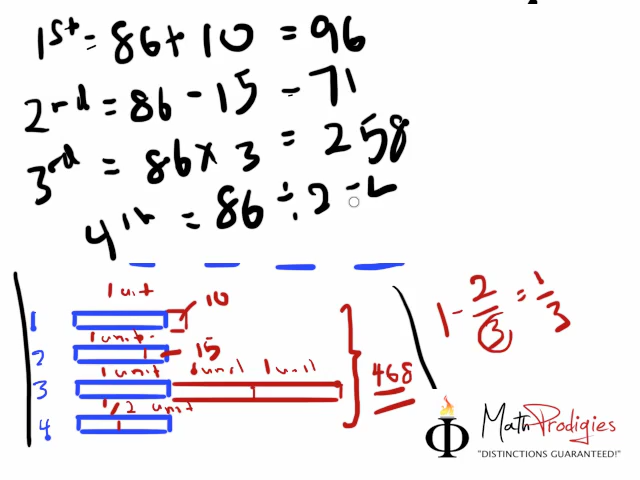 1st = 86 + 10 = 96
2nd = 86 - 15 = 71
3rd = 86 x 3 = 258
4th = 86 ÷ 2 =
1 unit
1 10
1 unit
2 15
1 unit 1 unit 1 unit
3
1/2 unit
4
468
1 - 2/3 = 1/3
Math Prodigies
"DISTINCTIONS GUARANTEED!"